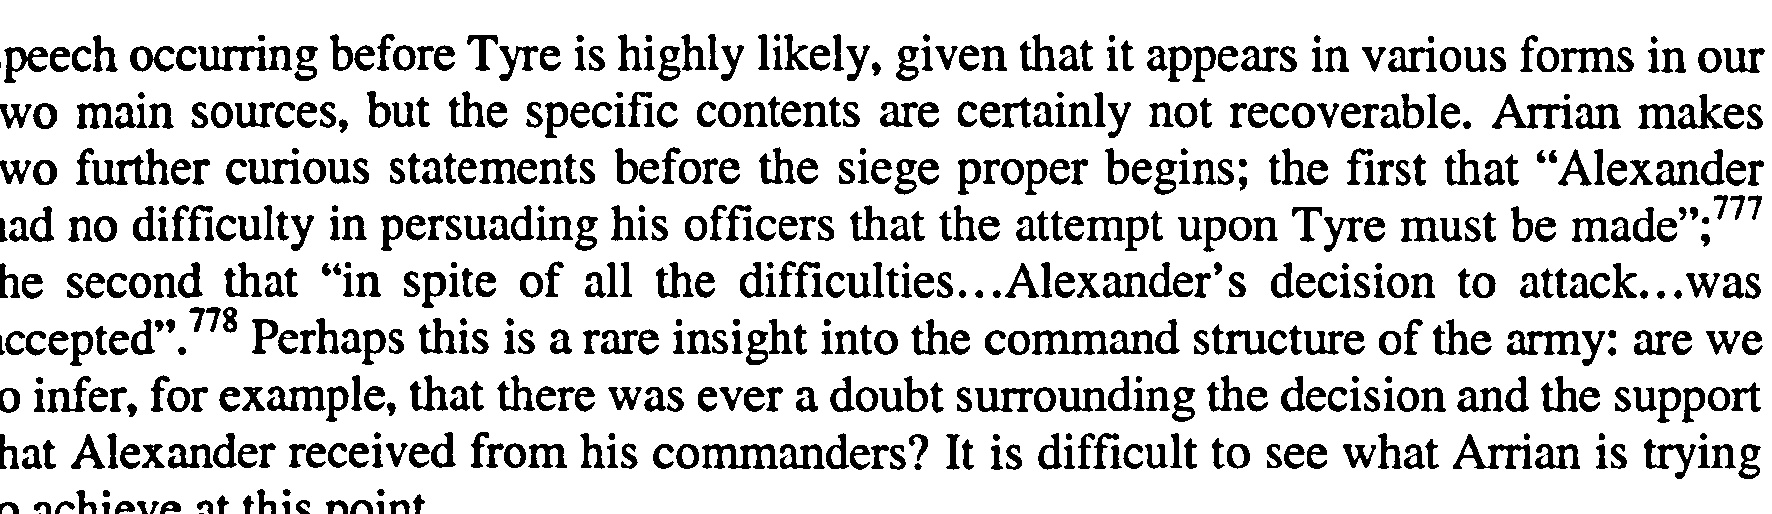 peech occurring before Tyre is highly likely, given that it appears in various forms in our
wo main sources, but the specific contents are certainly not recoverable. Arrian makes
wo further curious statements before the siege proper begins; the first that “Alexander
ad no difficulty in persuading his officers that the attempt upon Tyre must be made”;777
he second that “in spite of all the difficulties...Alexander’s decision to attack...was
ccepted”.778 Perhaps this is a rare insight into the command structure of the army: are we
o infer, for example, that there was ever a doubt surrounding the decision and the support
hat Alexander received from his commanders? It is difficult to see what Arrian is trying
o achieve at this point